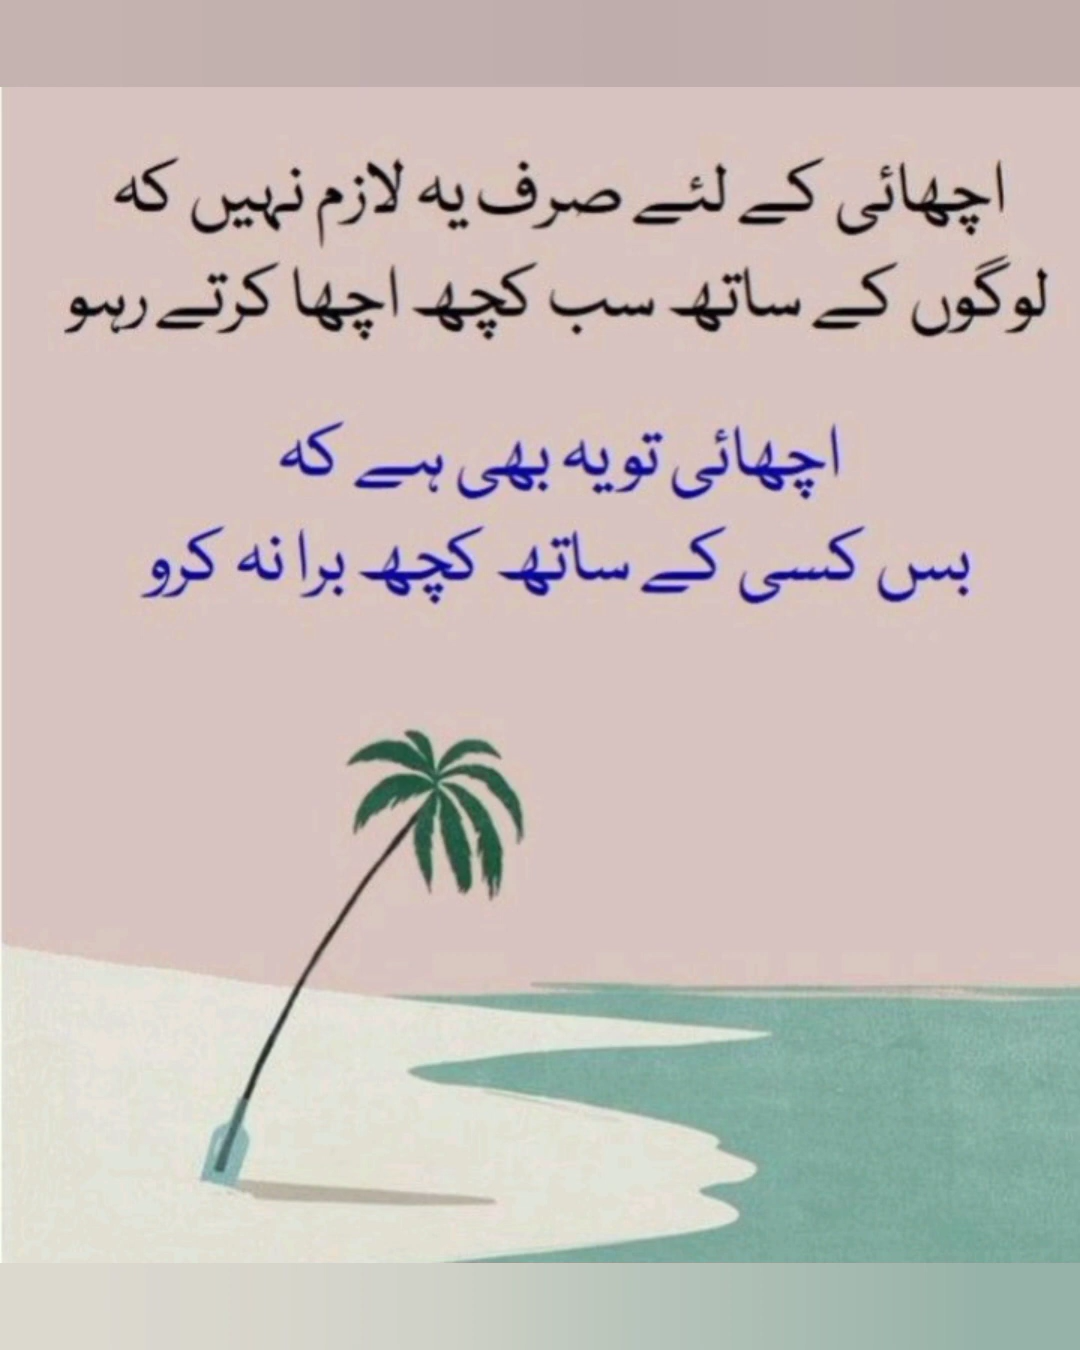 اچھائی کے لئے صرف یہ لازم نہیں کہ
لوگوں کے ساتھ سب کچھ اچھا کرتے رہو
اچھائی تو یہ بھی ہے کہ
بس کسی کے ساتھ کچھ برا نہ کرو